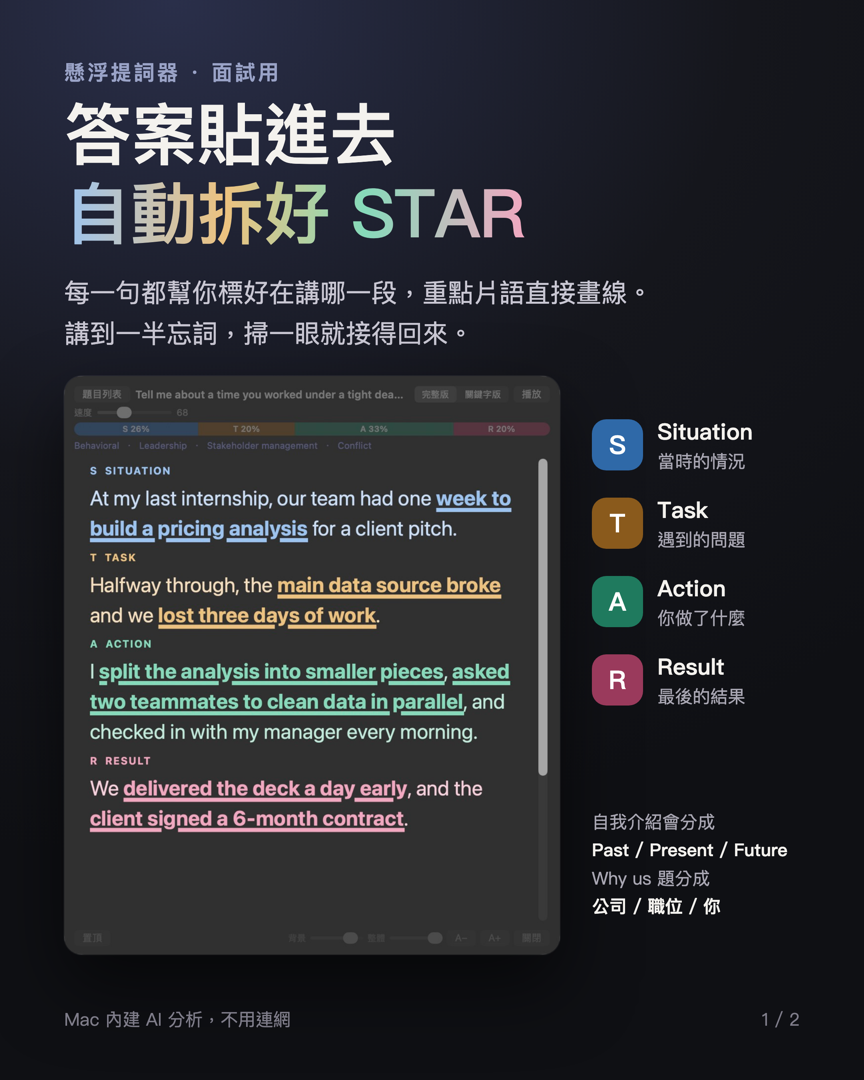 懸浮提詞器 · 面試用
答案貼進去
自動拆好 STAR
每一句都幫你標好在講哪一段，重點片語直接畫線。
講到一半忘詞，掃一眼就接得回來。
題目列表 Tell me about a time you worked under a tight dea... 完整版 關鍵字版 播放
速度 68
S 26% T 20% A 33% R 20%
Behavioral · Leadership · Stakeholder management · Conflict
S SITUATION
At my last internship, our team had one week to
build a pricing analysis for a client pitch.
T TASK
Halfway through, the main data source broke
and we lost three days of work.
A ACTION
I split the analysis into smaller pieces, asked
two teammates to clean data in parallel, and
checked in with my manager every morning.
R RESULT
We delivered the deck a day early, and the
client signed a 6-month contract.
置頂 背景 整體 A− A+ 關閉
S Situation
當時的情況
T Task
遇到的問題
A Action
你做了什麼
R Result
最後的結果
自我介紹會分成
Past / Present / Future
Why us 題分成
公司 / 職位 / 你
Mac 內建 AI 分析，不用連網
1 / 2